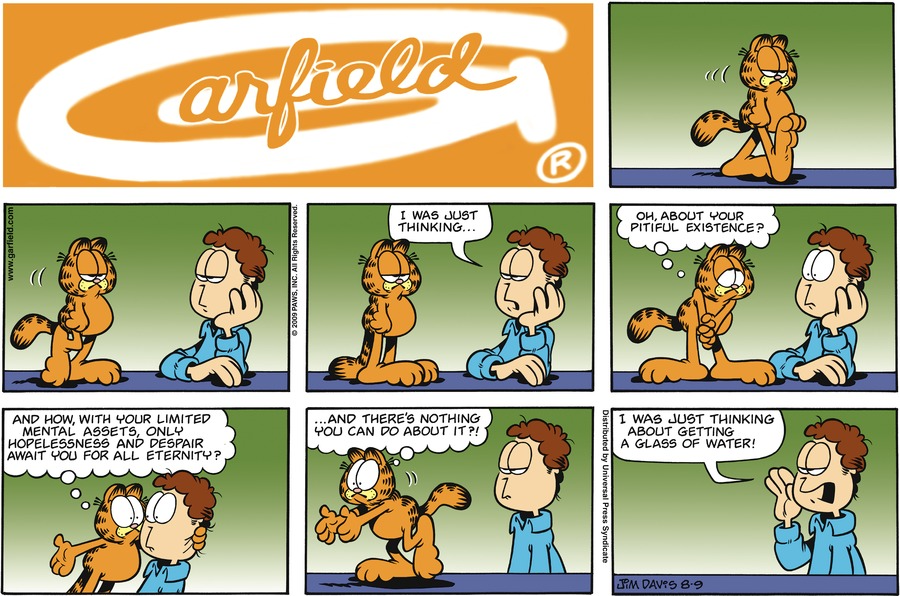 Garfield
®
www.garfield.com
© 2009 PAWS, INC. All Rights Reserved.
I WAS JUST
THINKING...
OH, ABOUT YOUR
PITIFUL EXISTENCE?
AND HOW, WITH YOUR LIMITED
MENTAL ASSETS, ONLY
HOPELESSNESS AND DESPAIR
AWAIT YOU FOR ALL ETERNITY?
...AND THERE'S NOTHING
YOU CAN DO ABOUT IT?!
Distributed by Universal Press Syndicate
I WAS JUST THINKING
ABOUT GETTING
A GLASS OF WATER!
JIM DAVIS 8·9